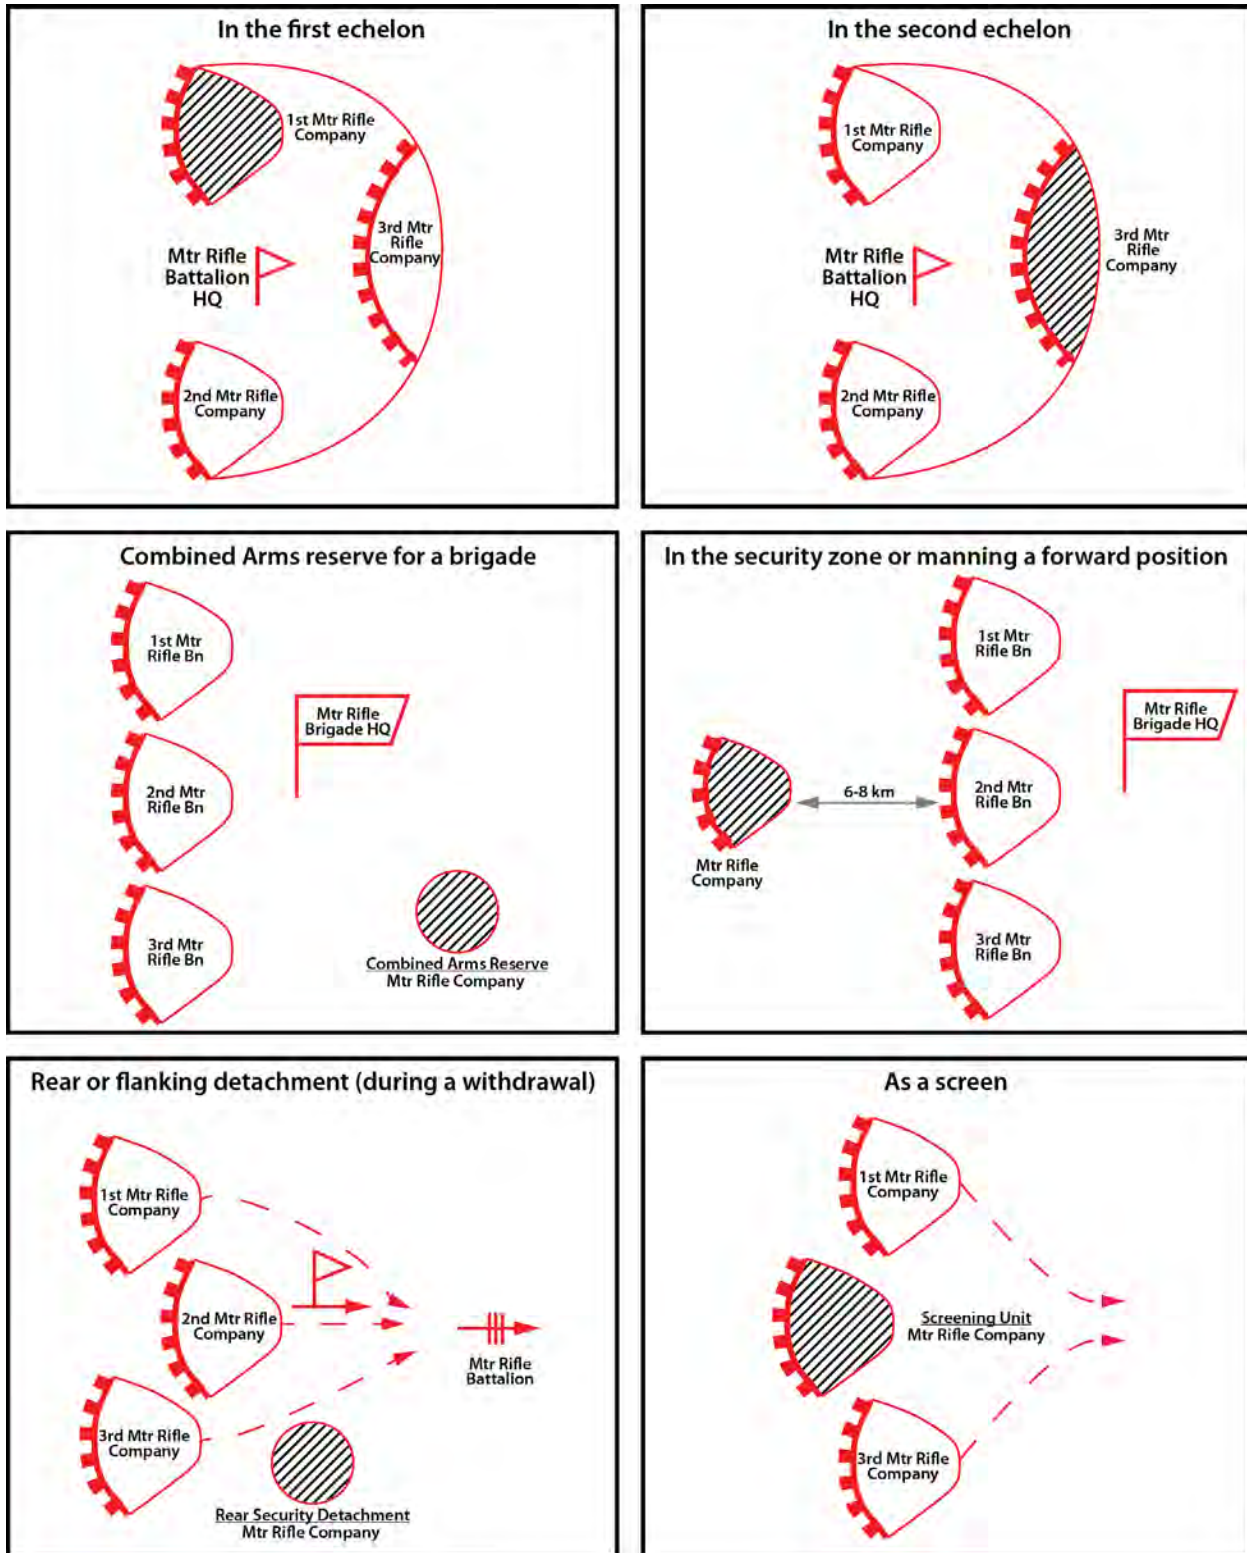 In the first echelon
1st Mtr Rifle
Company
3rd Mtr
Rifle
Company
Mtr Rifle
Battalion
HQ
2nd Mtr Rifle
Company
In the second echelon
1st Mtr Rifle
Company
3rd Mtr
Rifle
Company
Mtr Rifle
Battalion
HQ
2nd Mtr Rifle
Company
Combined Arms reserve for a brigade
1st Mtr
Rifle Bn
Mtr Rifle
Brigade HQ
2nd Mtr
Rifle Bn
3rd Mtr
Rifle Bn
Combined Arms Reserve
Mtr Rifle Company
In the security zone or manning a forward position
1st Mtr
Rifle Bn
Mtr Rifle
Brigade HQ
6-8 km
2nd Mtr
Rifle Bn
Mtr Rifle
Company
3rd Mtr
Rifle Bn
Rear or flanking detachment (during a withdrawal)
1st Mtr Rifle
Company
2nd Mtr Rifle
Company
Mtr Rifle
Battalion
3rd Mtr Rifle
Company
Rear Security Detachment
Mtr Rifle Company
As a screen
1st Mtr Rifle
Company
Screening Unit
Mtr Rifle Company
3rd Mtr Rifle
Company